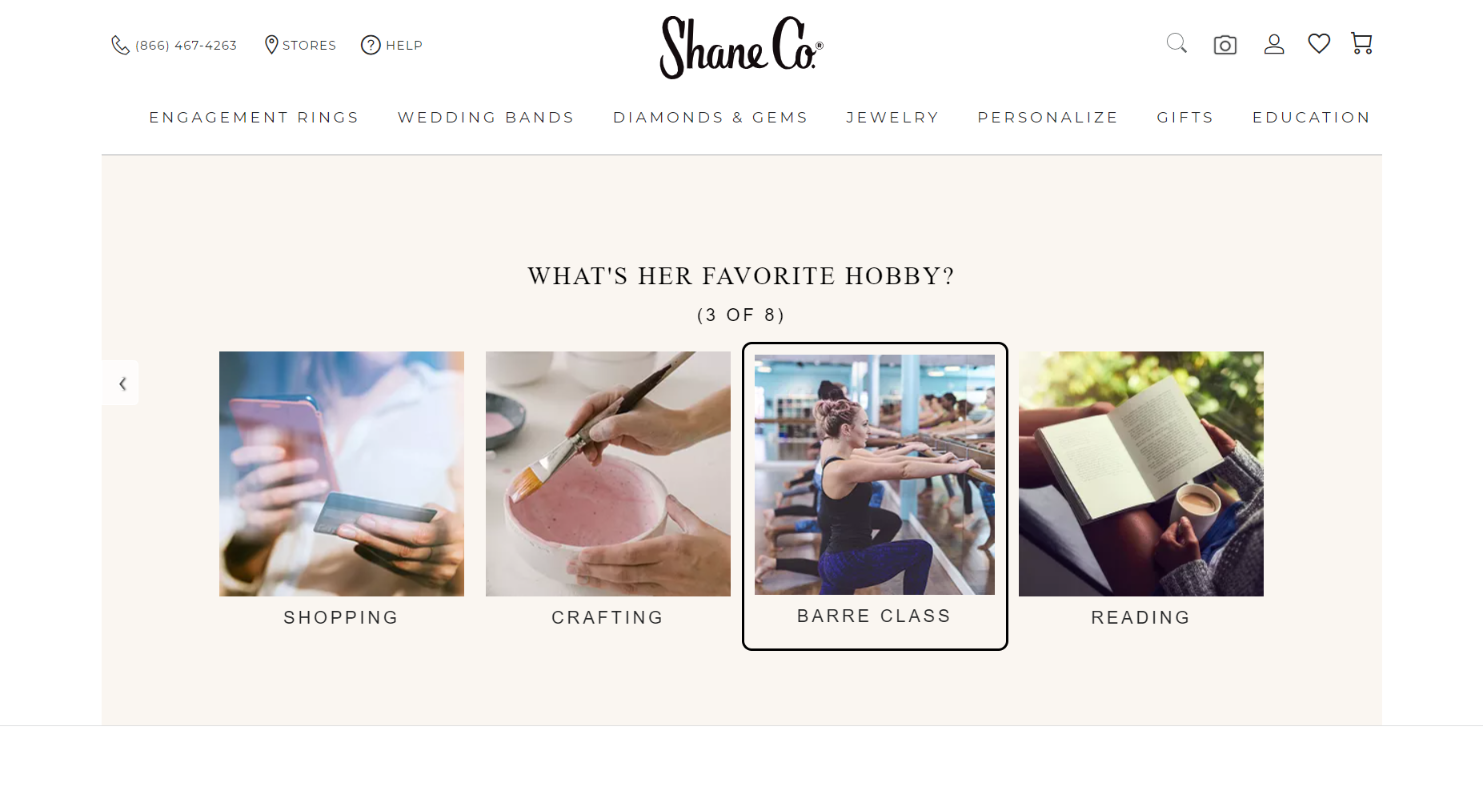 (866) 467-4263
STORES
HELP
Shane Co.®
ENGAGEMENT RINGS
WEDDING BANDS
DIAMONDS & GEMS
JEWELRY
PERSONALIZE
GIFTS
EDUCATION
WHAT'S HER FAVORITE HOBBY?
(3 OF 8)
SHOPPING
CRAFTING
BARRE CLASS
READING